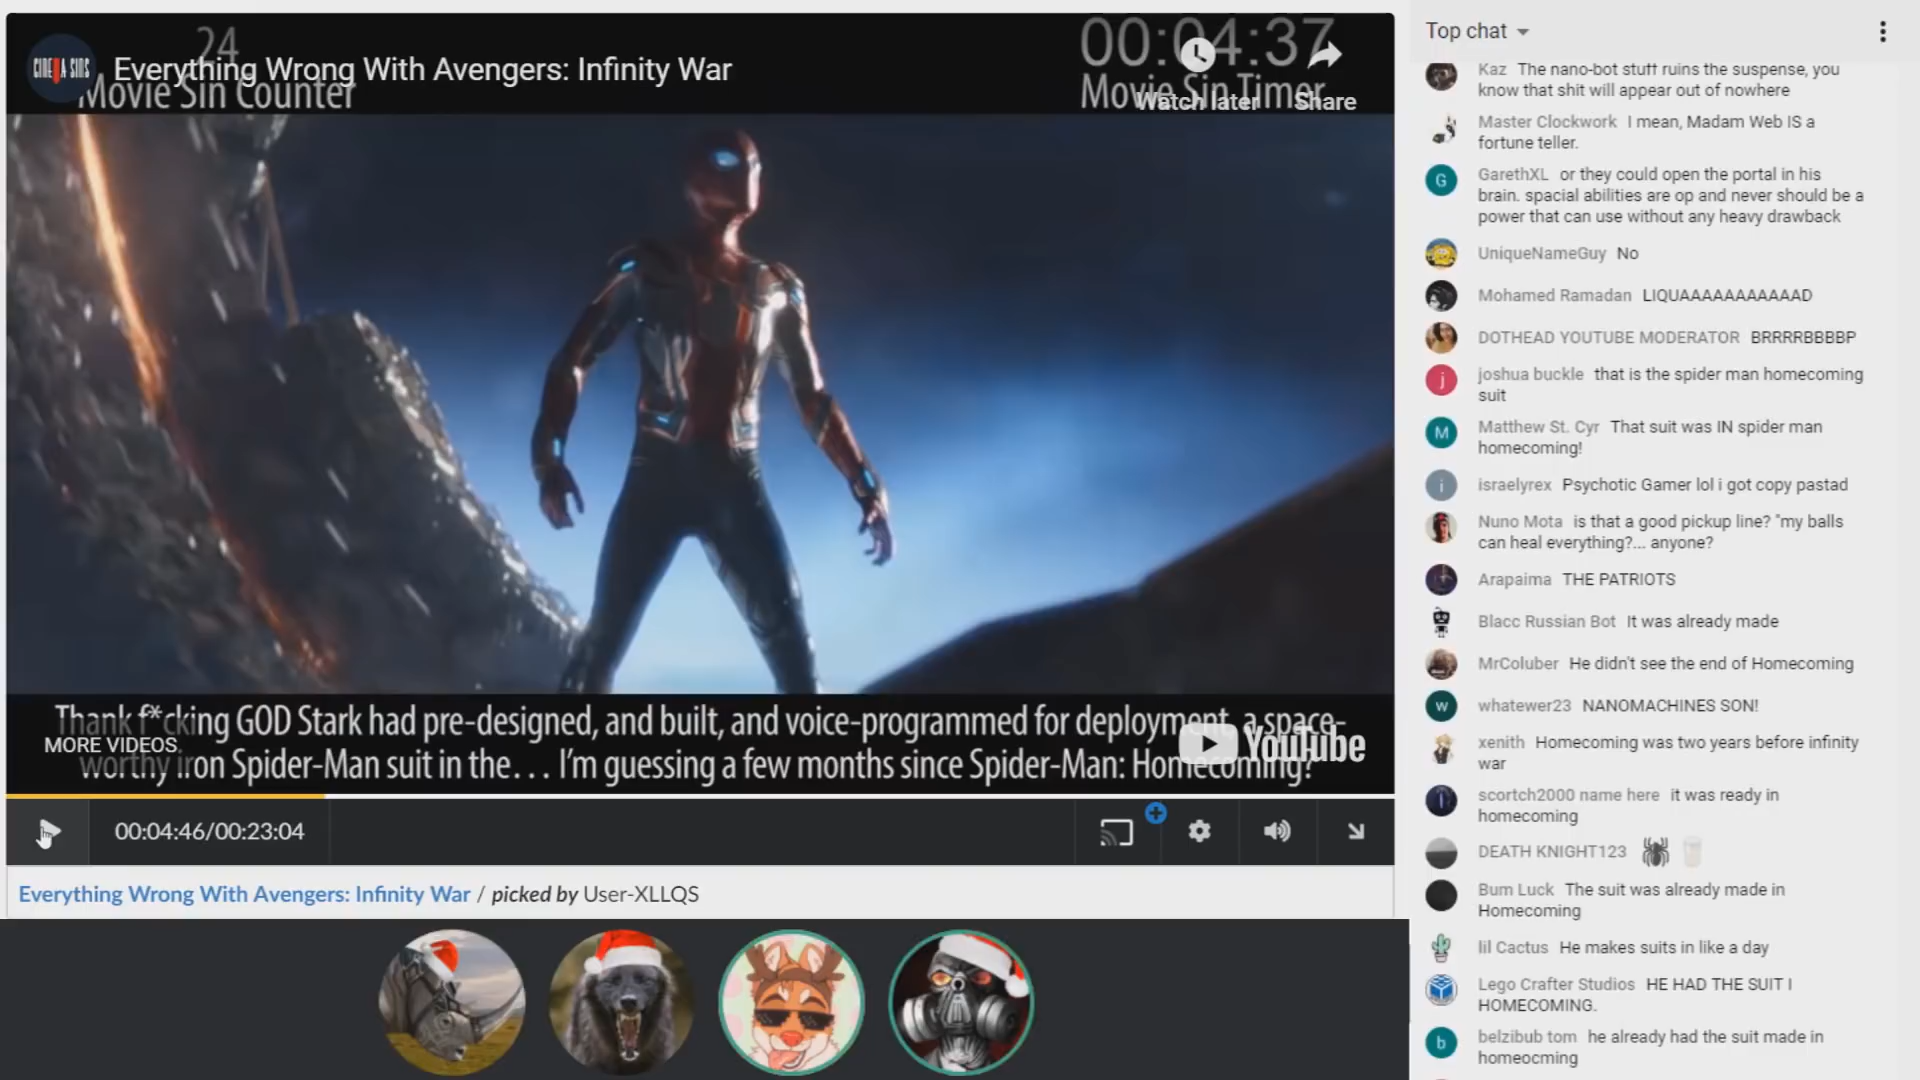 24
Movie Sin Counter
CINEMA SINS
Everything Wrong With Avengers: Infinity War
00:04:37
Movie Sin Timer
Watch later
Share
Thank f*cking GOD Stark had pre-designed, and built, and voice-programmed for deployment, a space-
worthy iron Spider-Man suit in the… I'm guessing a few months since Spider-Man: Homecoming?
MORE VIDEOS
YouTube
00:04:46/00:23:04
Everything Wrong With Avengers: Infinity War / picked by User-XLLQS
Top chat
Kaz The nano-bot stuff ruins the suspense, you
know that shit will appear out of nowhere
Master Clockwork I mean, Madam Web IS a
fortune teller.
G
GarethXL or they could open the portal in his
brain. spacial abilities are op and never should be a
power that can use without any heavy drawback
UniqueNameGuy No
Mohamed Ramadan LIQUAAAAAAAAAAD
DOTHEAD YOUTUBE MODERATOR BRRRRBBBBP
j
joshua buckle that is the spider man homecoming
suit
M
Matthew St. Cyr That suit was IN spider man
homecoming!
i
israelyrex Psychotic Gamer lol i got copy pastad
Nuno Mota is that a good pickup line? "my balls
can heal everything?... anyone?
Arapaima THE PATRIOTS
Blacc Russian Bot It was already made
MrColuber He didn't see the end of Homecoming
w
whatewer23 NANOMACHINES SON!
xenith Homecoming was two years before infinity
war
scortch2000 name here it was ready in
homecoming
DEATH KNIGHT123
Bum Luck The suit was already made in
Homecoming
lil Cactus He makes suits in like a day
Lego Crafter Studios HE HAD THE SUIT I
HOMECOMING.
b
belzibub tom he already had the suit made in
homeocming